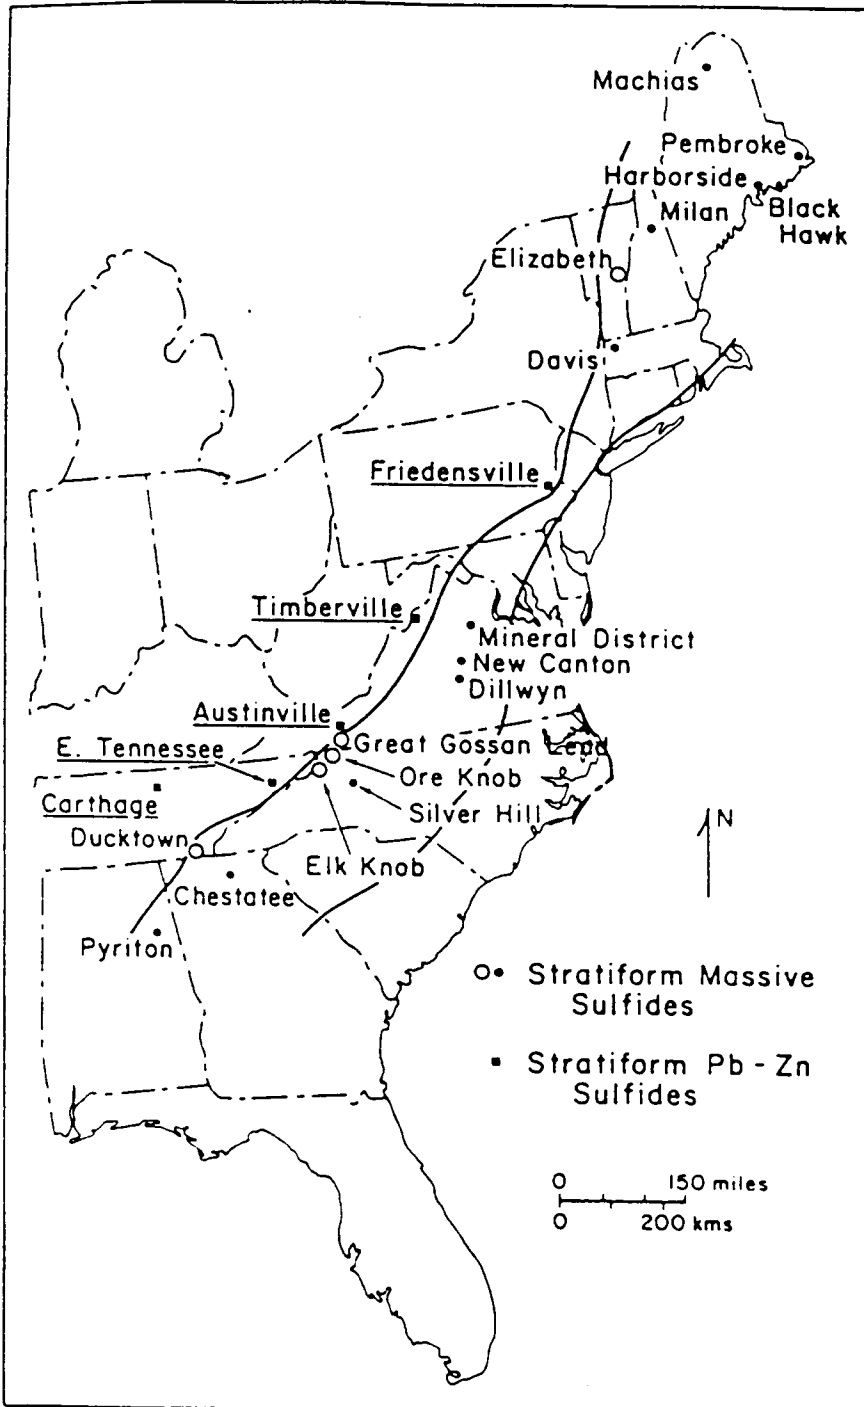 Machias
Pembroke
Harborside
Black
Hawk
Milan
Elizabeth
Davis
Friedensville
Timberville
Mineral District
New Canton
Dillwyn
Austinville
Great Gossan Lead
E. Tennessee
Ore Knob
Carthage
Silver Hill
Ducktown
Elk Knob
Chestatee
Pyriton
N
Stratiform Massive
Sulfides
Stratiform Pb-Zn
Sulfides
0 150 miles
0 200 kms